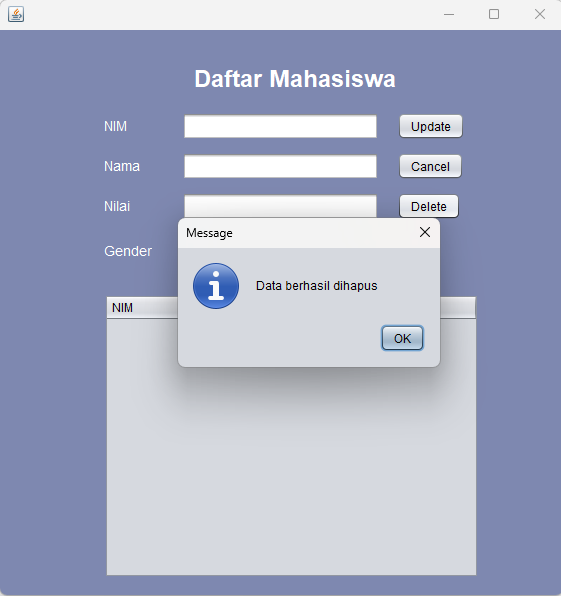 Daftar Mahasiswa
NIM
Update
Nama
Cancel
Nilai
Delete
Message
Gender
Data berhasil dihapus
NIM
OK